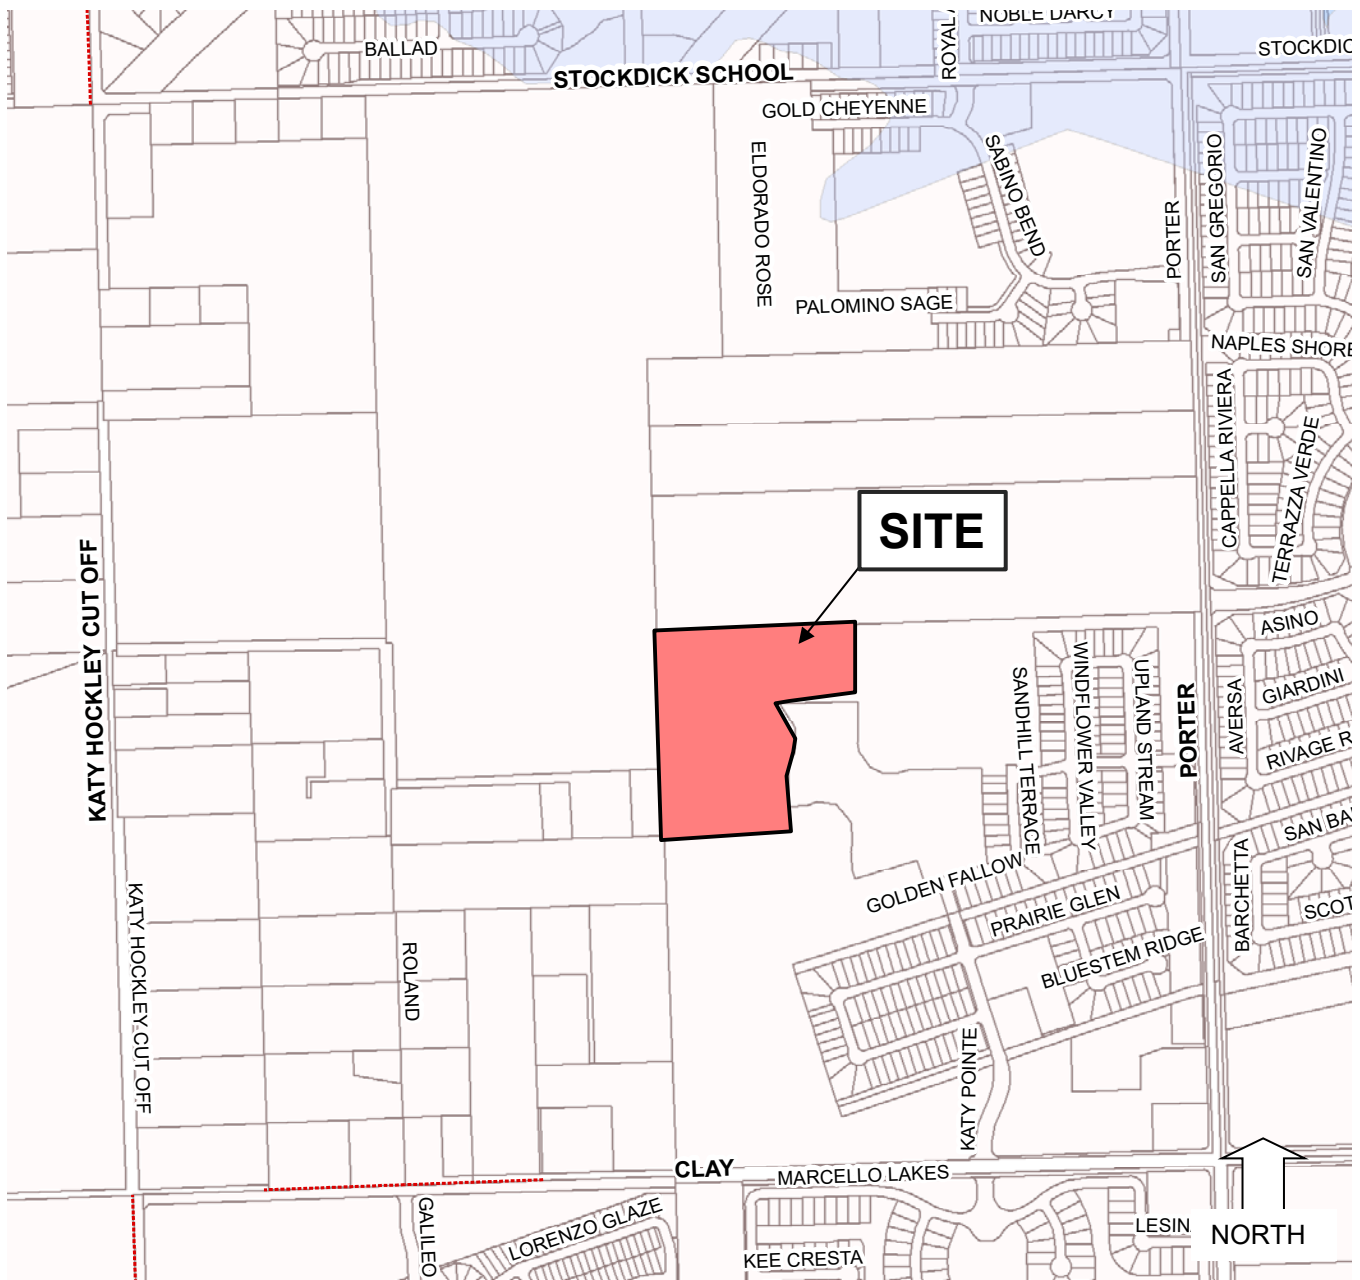 NOBLE DARCY
ROYAL
BALLAD
STOCKDIC
STOCKDICK SCHOOL
GOLD CHEYENNE
ELDORADO ROSE
SABINO BEND
SAN GREGORIO
SAN VALENTINO
PORTER
PALOMINO SAGE
NAPLES SHORE
CAPPELLA RIVIERA
TERRAZZA VERDE
SITE
KATY HOCKLEY CUT OFF
ASINO
SANDHILL TERRACE
WINDFLOWER VALLEY
UPLAND STREAM
PORTER
AVERSA
GIARDINI
RIVAGE R
SAN BA
GOLDEN FALLOW
PRAIRIE GLEN
BARCHETTA
SCOT
BLUESTEM RIDGE
KATY HOCKLEY CUT OFF
ROLAND
KATY POINTE
CLAY
MARCELLO LAKES
GALILEO
LORENZO GLAZE
KEE CRESTA
LESIN
NORTH